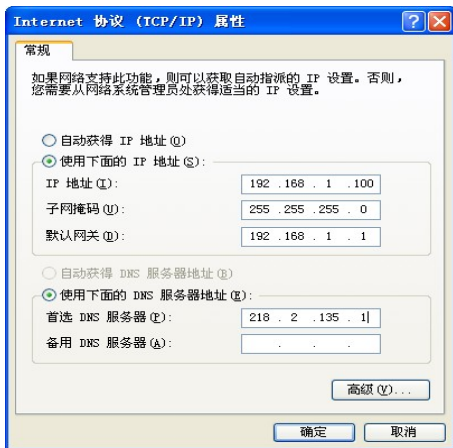 Internet 协议 (TCP/IP) 属性
常规
如果网络支持此功能，则可以获取自动指派的 IP 设置。否则，
您需要从网络系统管理员处获得适当的 IP 设置。
自动获得 IP 地址(O)
使用下面的 IP 地址(S):
IP 地址(I): 192 .168 . 1 .100
子网掩码(U): 255 .255 .255 . 0
默认网关(D): 192 .168 . 1 . 1
自动获得 DNS 服务器地址(B)
使用下面的 DNS 服务器地址(E):
首选 DNS 服务器(P): 218 . 2 .135 . 1
备用 DNS 服务器(A): . . .
高级(V)...
确定 取消